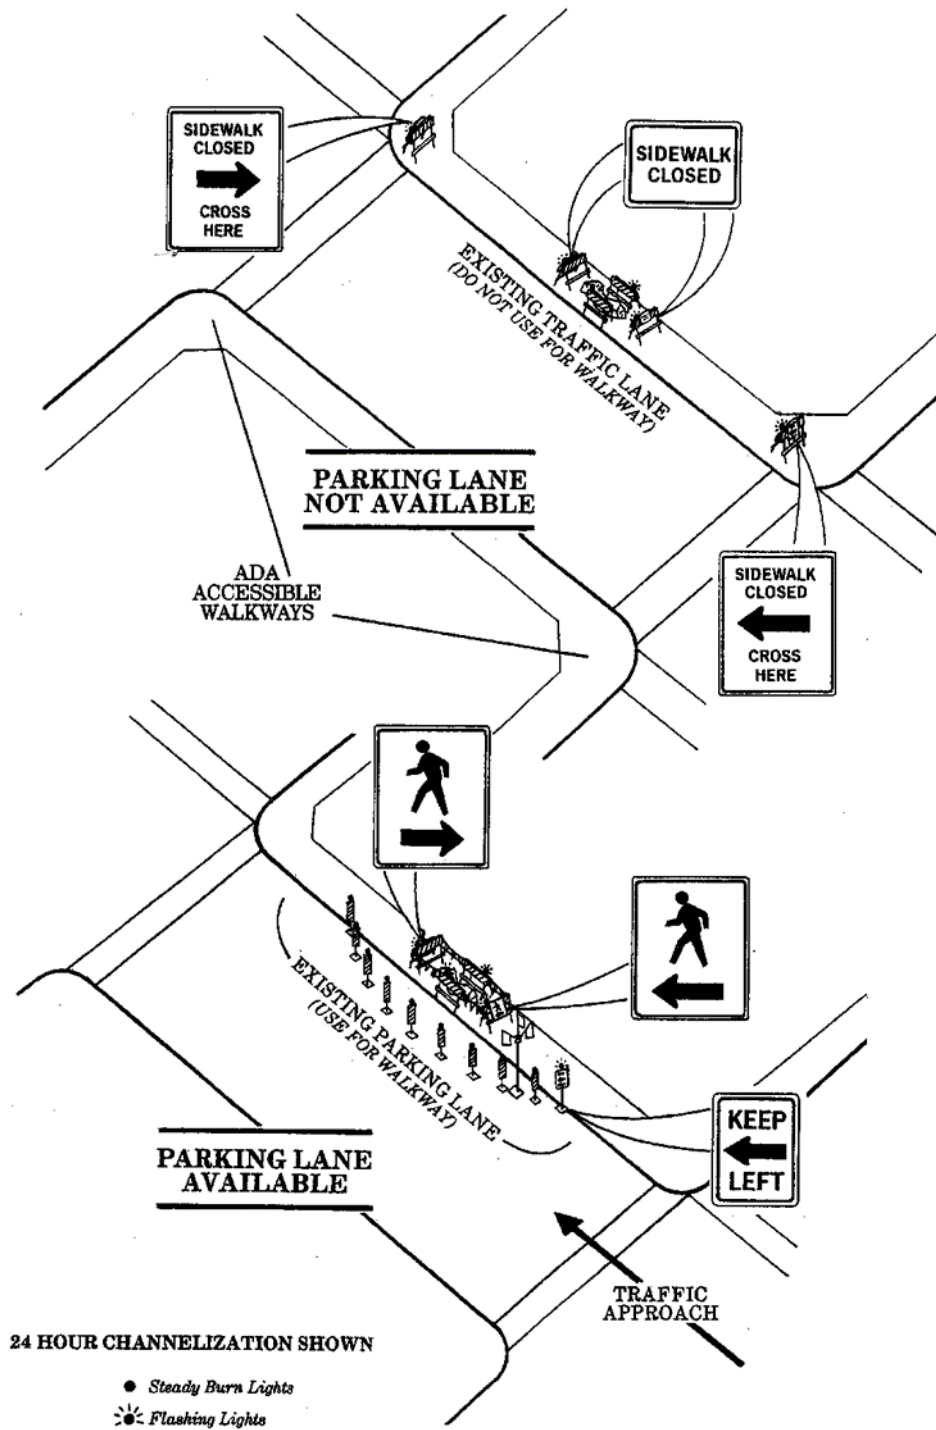 SIDEWALK
CLOSED
CROSS
HERE
SIDEWALK
CLOSED
EXISTING TRAFFIC LANE
(DO NOT USE FOR WALKWAY)
PARKING LANE
NOT AVAILABLE
ADA
ACCESSIBLE
WALKWAYS
SIDEWALK
CLOSED
CROSS
HERE
EXISTING PARKING LANE
(USE FOR WALKWAY)
KEEP
LEFT
PARKING LANE
AVAILABLE
TRAFFIC
APPROACH
24 HOUR CHANNELIZATION SHOWN
Steady Burn Lights
Flashing Lights